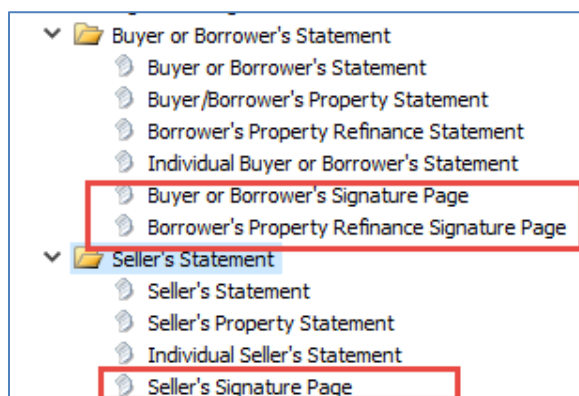 Buyer or Borrower's Statement
Buyer or Borrower's Statement
Buyer/Borrower's Property Statement
Borrower's Property Refinance Statement
Individual Buyer or Borrower's Statement
Buyer or Borrower's Signature Page
Borrower's Property Refinance Signature Page
Seller's Statement
Seller's Statement
Seller's Property Statement
Individual Seller's Statement
Seller's Signature Page